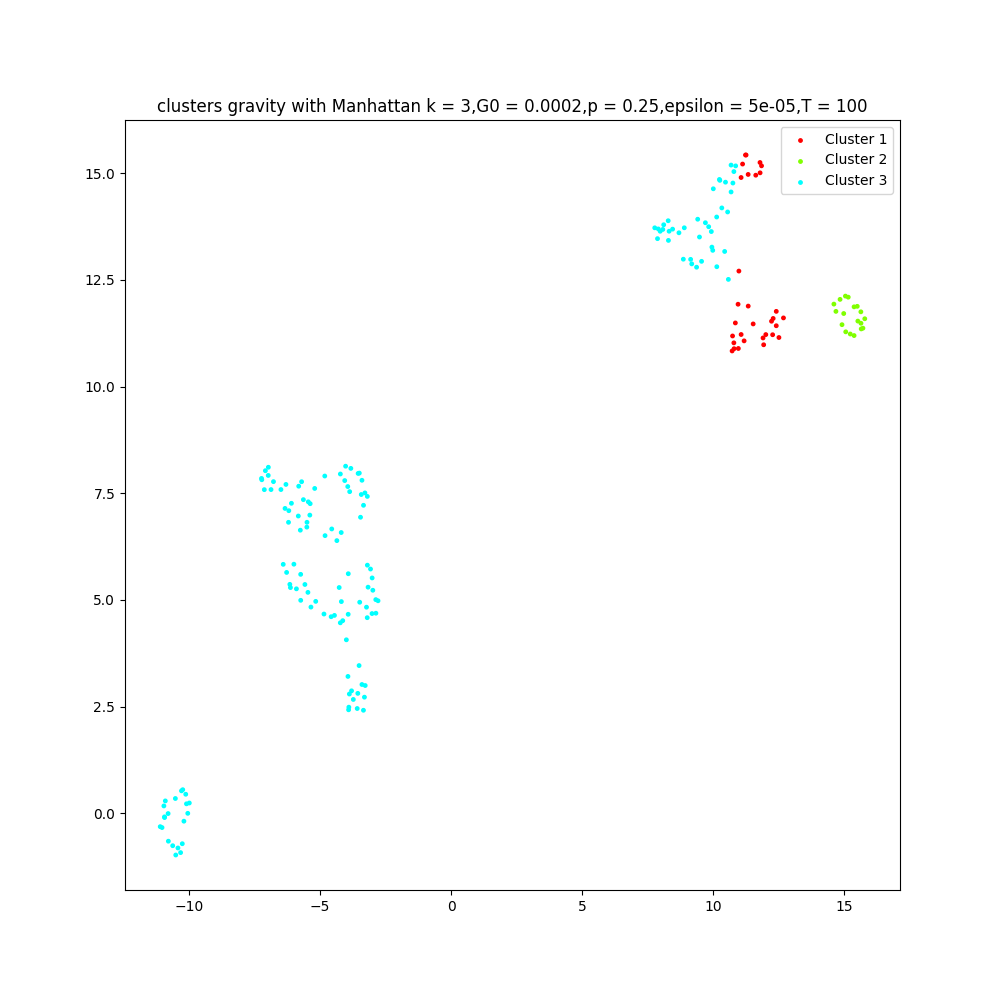 clusters gravity with Manhattan k = 3,G0 = 0.0002,p = 0.25,epsilon = 5e-05,T = 100
Cluster 1
Cluster 2
Cluster 3
15.0
12.5
10.0
7.5
5.0
2.5
0.0
−10 −5 0 5 10 15